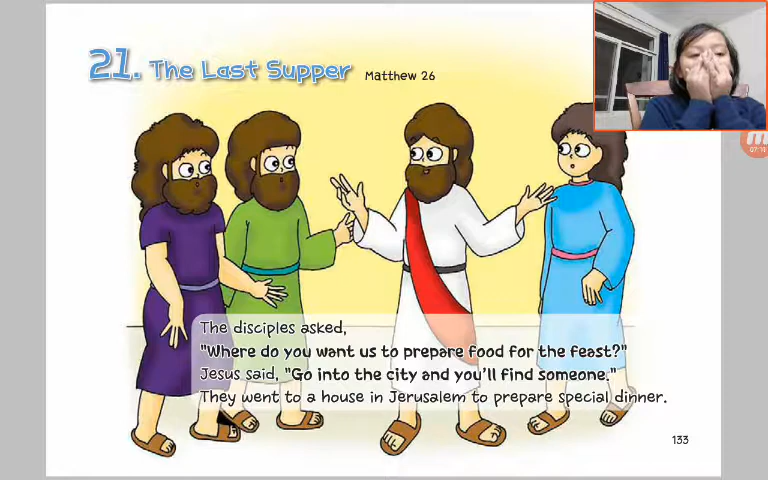 21. The Last Supper Matthew 26
The disciples asked,
"Where do you want us to prepare food for the feast?"
Jesus said, "Go into the city and you'll find someone."
They went to a house in Jerusalem to prepare special dinner.
133